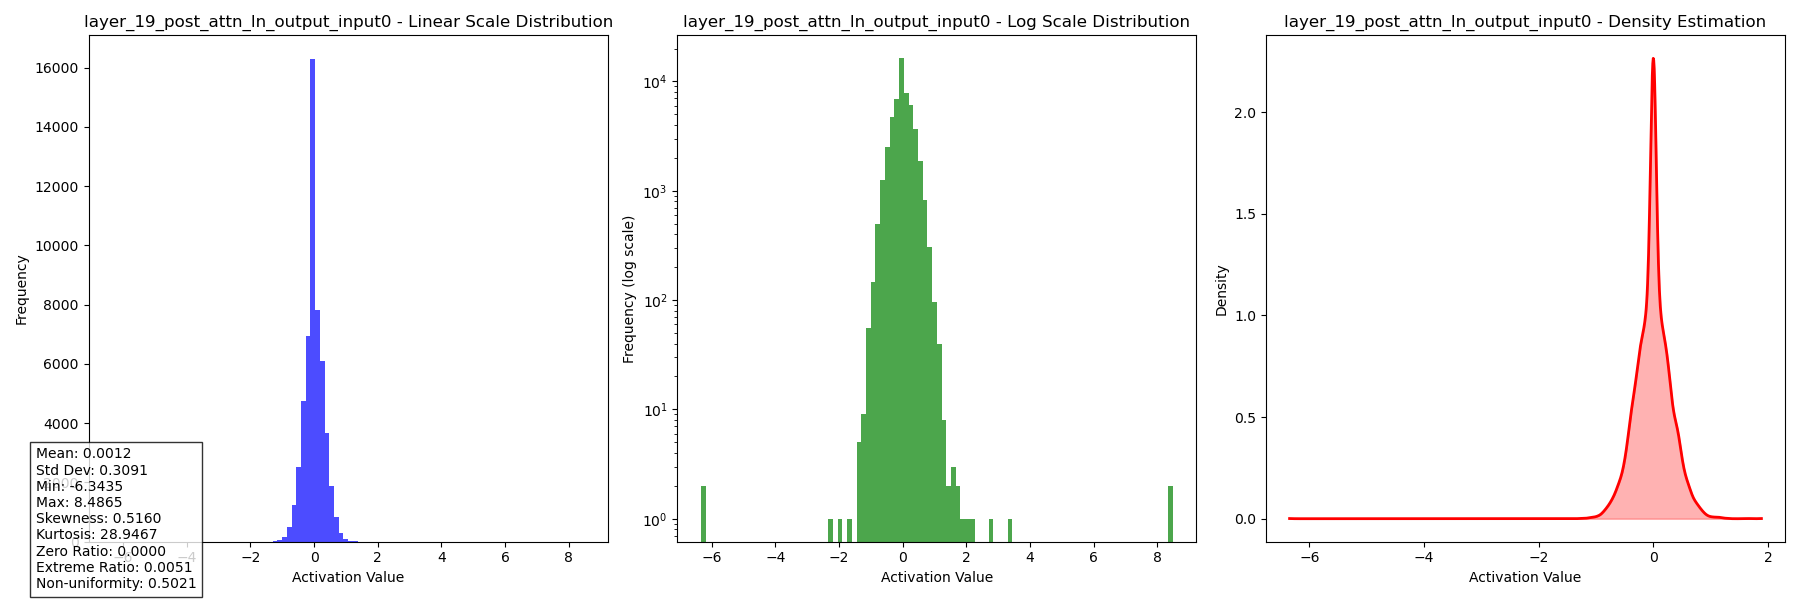 layer_19_post_attn_ln_output_input0 - Linear Scale Distribution
16000
14000
12000
10000
8000
6000
4000
2000
0
Frequency
−6
−4
−2
0
2
4
6
8
Activation Value
Mean: 0.0012
Std Dev: 0.3091
Min: -6.3435
Max: 8.4865
Skewness: 0.5160
Kurtosis: 28.9467
Zero Ratio: 0.0000
Extreme Ratio: 0.0051
Non-uniformity: 0.5021
layer_19_post_attn_ln_output_input0 - Log Scale Distribution
10⁴
10³
10²
10¹
10⁰
Frequency (log scale)
−6
−4
−2
0
2
4
6
8
Activation Value
layer_19_post_attn_ln_output_input0 - Density Estimation
2.0
1.5
1.0
0.5
0.0
Density
−6
−4
−2
0
2
Activation Value